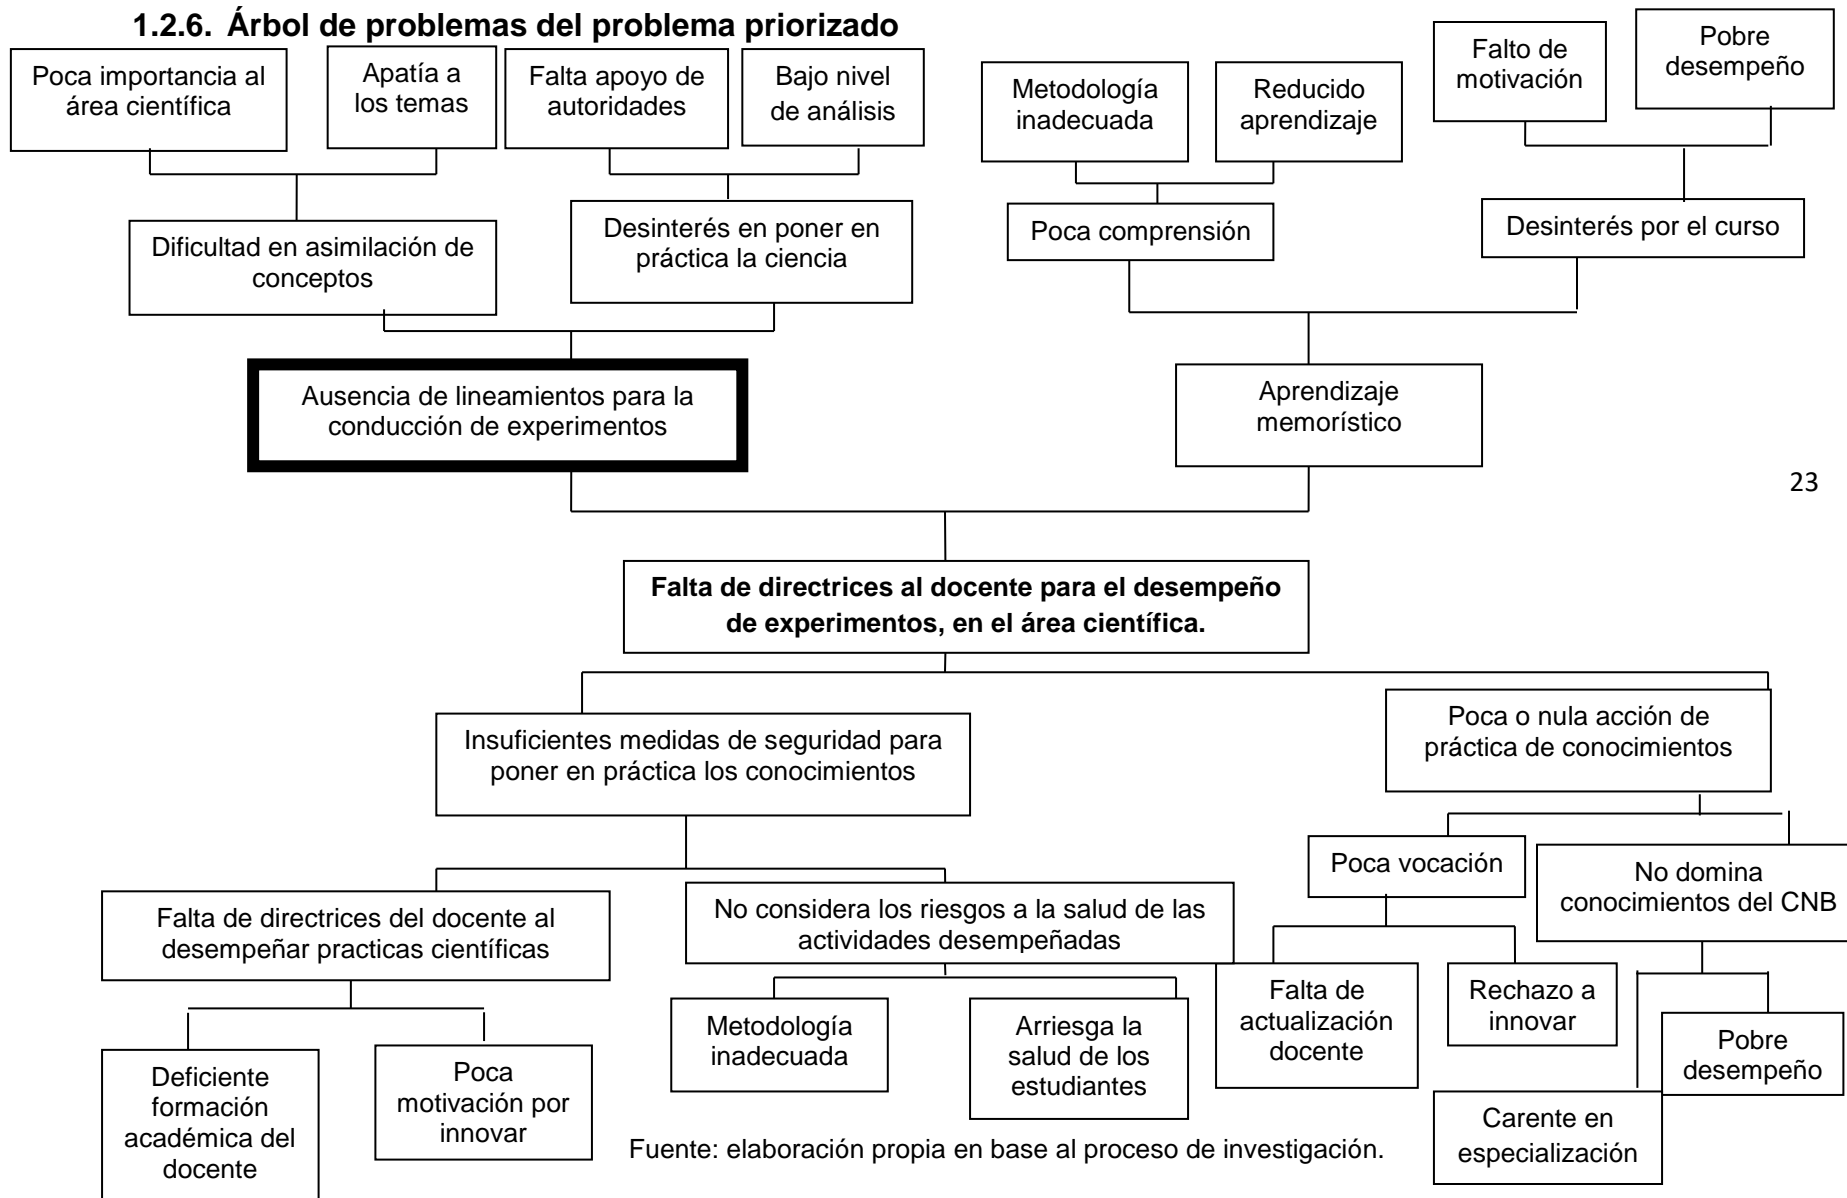 1.2.6. Árbol de problemas del problema priorizado
Poca importancia al
área científica
Apatía a
los temas
Falta apoyo de
autoridades
Bajo nivel
de análisis
Metodología
inadecuada
Reducido
aprendizaje
Falto de
motivación
Pobre
desempeño
Dificultad en asimilación de
conceptos
Desinterés en poner en
práctica la ciencia
Poca comprensión
Desinterés por el curso
Ausencia de lineamientos para la
conducción de experimentos
Aprendizaje
memorístico
23
Falta de directrices al docente para el desempeño
de experimentos, en el área científica.
Insuficientes medidas de seguridad para
poner en práctica los conocimientos
Poca o nula acción de
práctica de conocimientos
Falta de directrices del docente al
desempeñar practicas científicas
No considera los riesgos a la salud de las
actividades desempeñadas
Poca vocación
No domina
conocimientos del CNB
Deficiente
formación
académica del
docente
Poca
motivación por
innovar
Metodología
inadecuada
Arriesga la
salud de los
estudiantes
Falta de
actualización
docente
Rechazo a
innovar
Carente en
especialización
Pobre
desempeño
Fuente: elaboración propia en base al proceso de investigación.